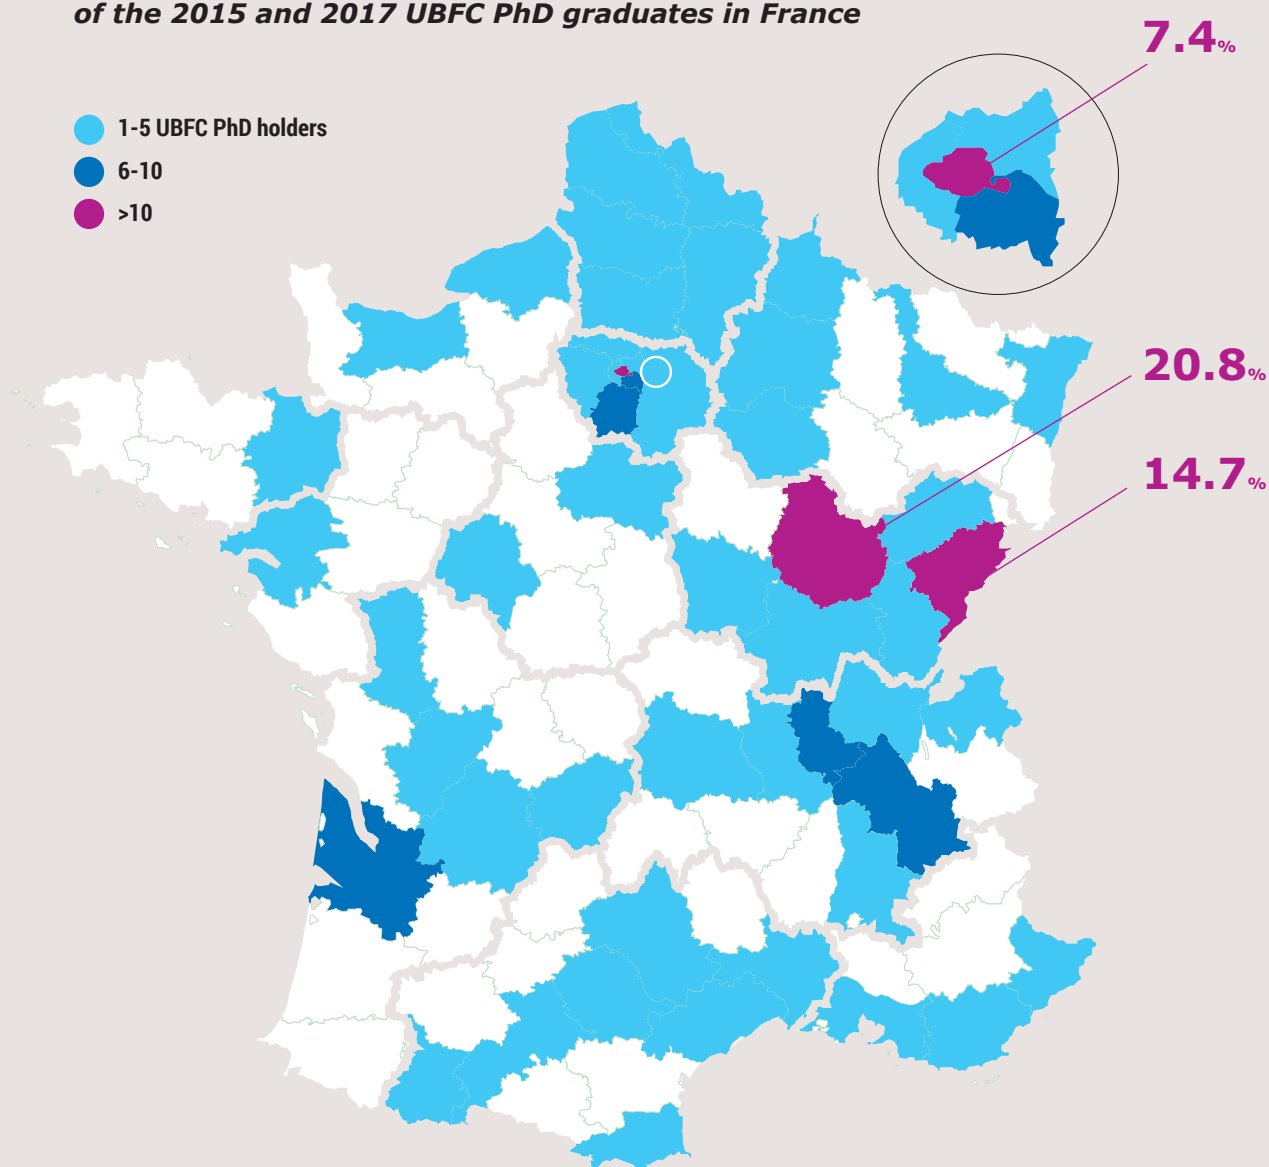 of the 2015 and 2017 UBFC PhD graduates in France
7.4%
1-5 UBFC PhD holders
6-10
>10
20.8%
14.7%